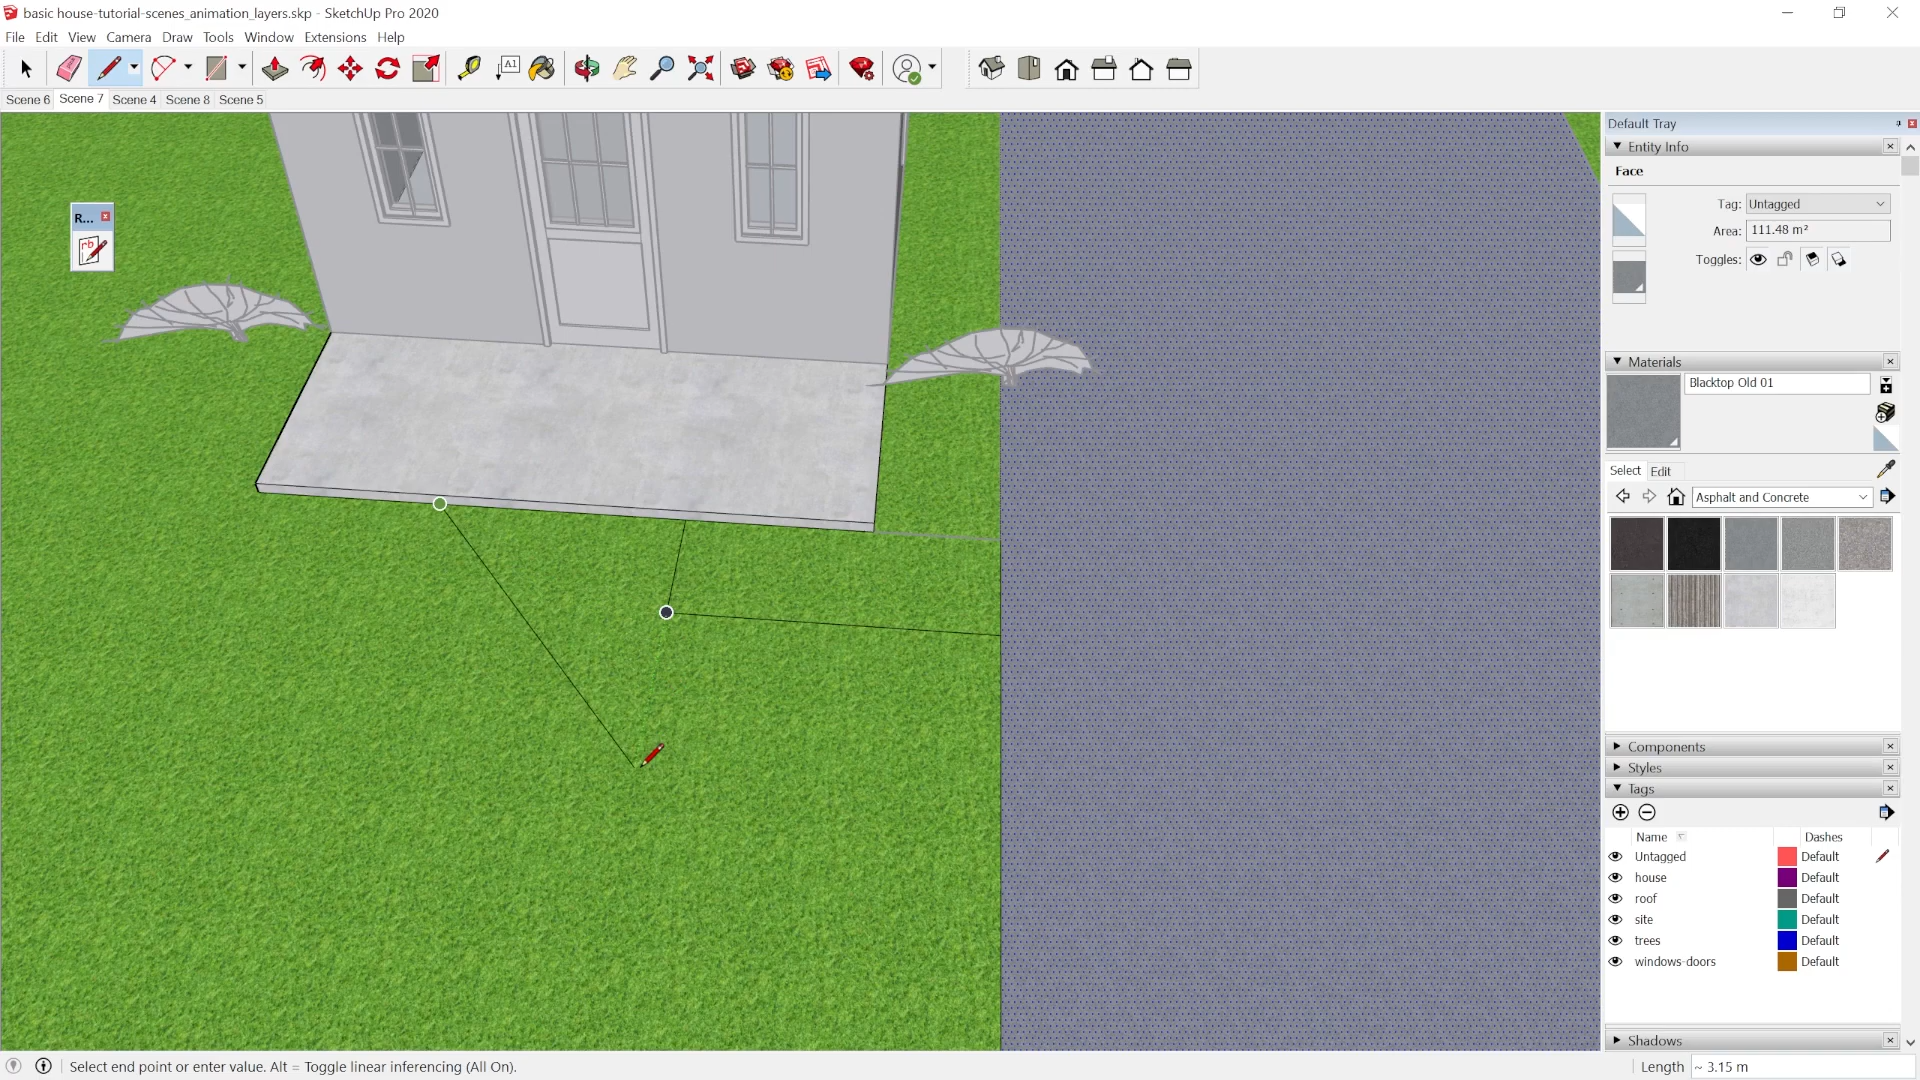 basic house-tutorial-scenes_animation_layers.skp - SketchUp Pro 2020
File Edit View Camera Draw Tools Window Extensions Help
A1
Scene 6 Scene 7 Scene 4 Scene 8 Scene 5
Default Tray
Entity Info
Face
Tag: Untagged
Area: 111.48 m²
Toggles:
R...
rb
Materials
Blacktop Old 01
Select Edit
Asphalt and Concrete
Components
Styles
Tags
Name Dashes
Untagged Default
house Default
roof Default
site Default
trees Default
windows-doors Default
Shadows
Select end point or enter value. Alt = Toggle linear inferencing (All On).
Length ~ 3.15 m